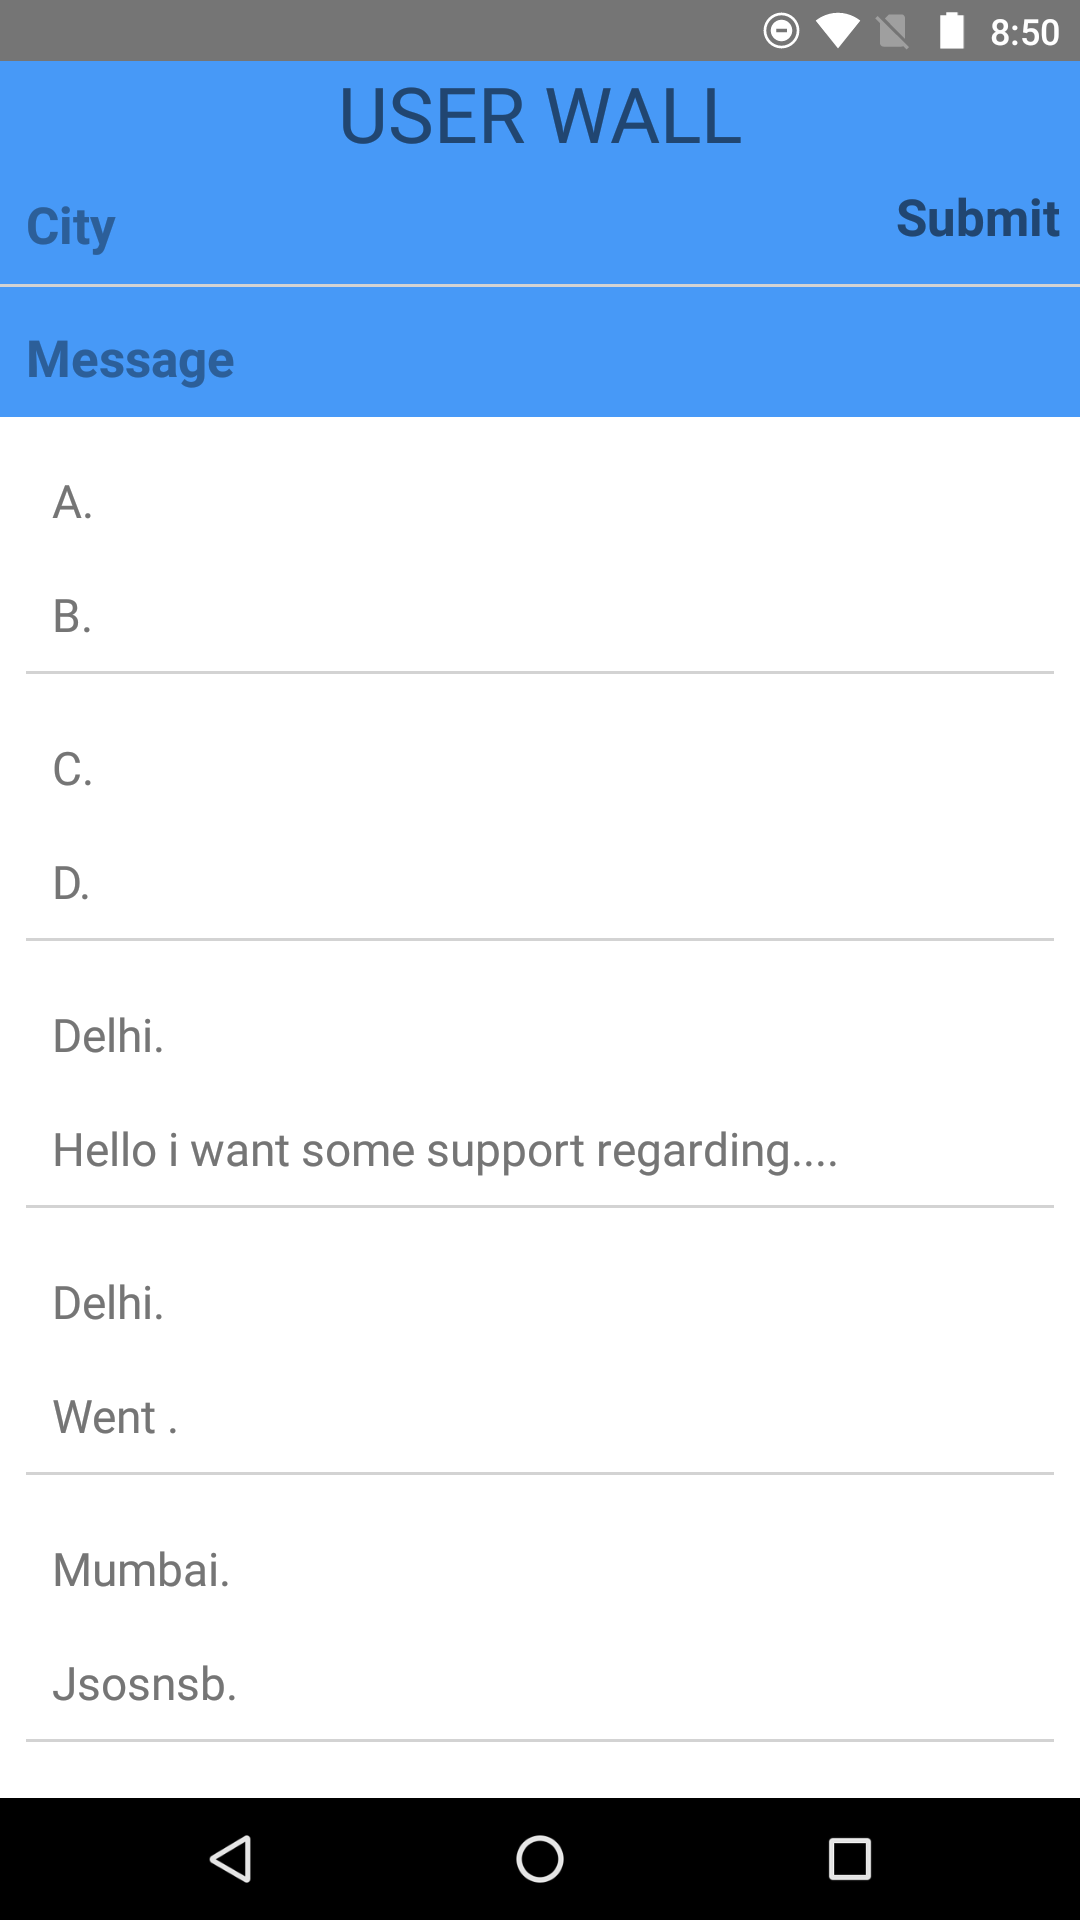 8:50
USER WALL
City
Submit
Message
A.
B.
C.
D.
Delhi.
Hello i want some support regarding....
Delhi.
Went .
Mumbai.
Jsosnsb.